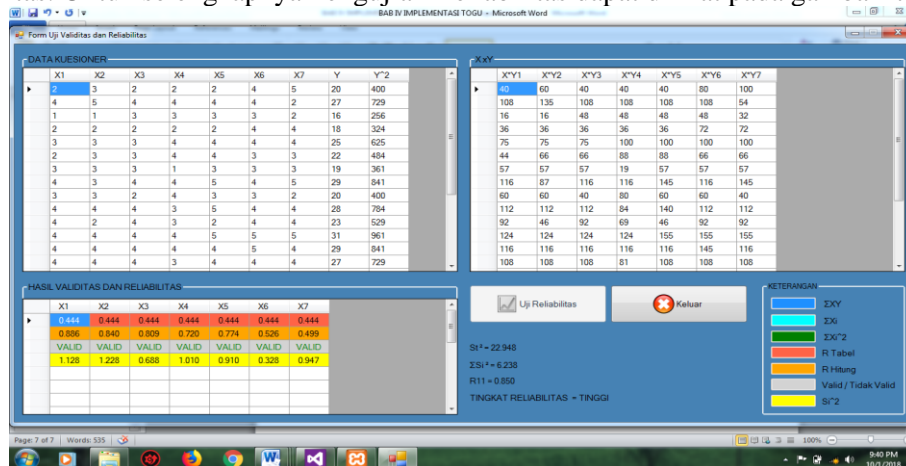 BAB IV IMPLEMENTASI TOGU - Microsoft Word
Form Uji Validitas dan Reliabilitas
DATA KUESIONER
X1 X2 X3 X4 X5 X6 X7 Y Y^2
2 3 2 2 2 4 5 20 400
4 5 4 4 4 4 2 27 729
1 1 3 3 3 3 2 16 256
2 2 2 2 2 4 4 18 324
3 3 3 4 4 4 4 25 625
2 3 3 4 4 3 3 22 484
3 3 3 1 3 3 3 19 361
4 3 4 4 5 4 5 29 841
3 3 2 4 3 3 2 20 400
4 4 4 3 5 4 4 28 784
4 2 4 3 2 4 4 23 529
4 4 4 4 5 5 5 31 961
4 4 4 4 4 5 4 29 841
4 4 4 3 4 4 4 27 729
XxY
X*Y1 X*Y2 X*Y3 X*Y4 X*Y5 X*Y6 X*Y7
40 60 40 40 40 80 100
108 135 108 108 108 108 54
16 16 48 48 48 48 32
36 36 36 36 36 72 72
75 75 75 100 100 100 100
44 66 66 88 88 66 66
57 57 57 19 57 57 57
116 87 116 116 145 116 145
60 60 40 80 60 60 40
112 112 112 84 140 112 112
92 46 92 69 46 92 92
124 124 124 124 155 155 155
116 116 116 116 116 145 116
108 108 108 81 108 108 108
HASIL VALIDITAS DAN RELIABILITAS
X1 X2 X3 X4 X5 X6 X7
0.444 0.444 0.444 0.444 0.444 0.444 0.444
0.886 0.840 0.809 0.720 0.774 0.526 0.499
VALID VALID VALID VALID VALID VALID VALID
1.128 1.228 0.688 1.010 0.910 0.328 0.947
Uji Reliabilitas
Keluar
St² = 22.948
ΣSi² = 6.238
R11 = 0.850
TINGKAT RELIABILITAS = TINGGI
KETERANGAN
ΣXY
ΣXi
ΣXi^2
R Tabel
R Hitung
Valid / Tidak Valid
Si^2
Page: 7 of 7 Words: 535
100%
9:40 PM
10/1/2018